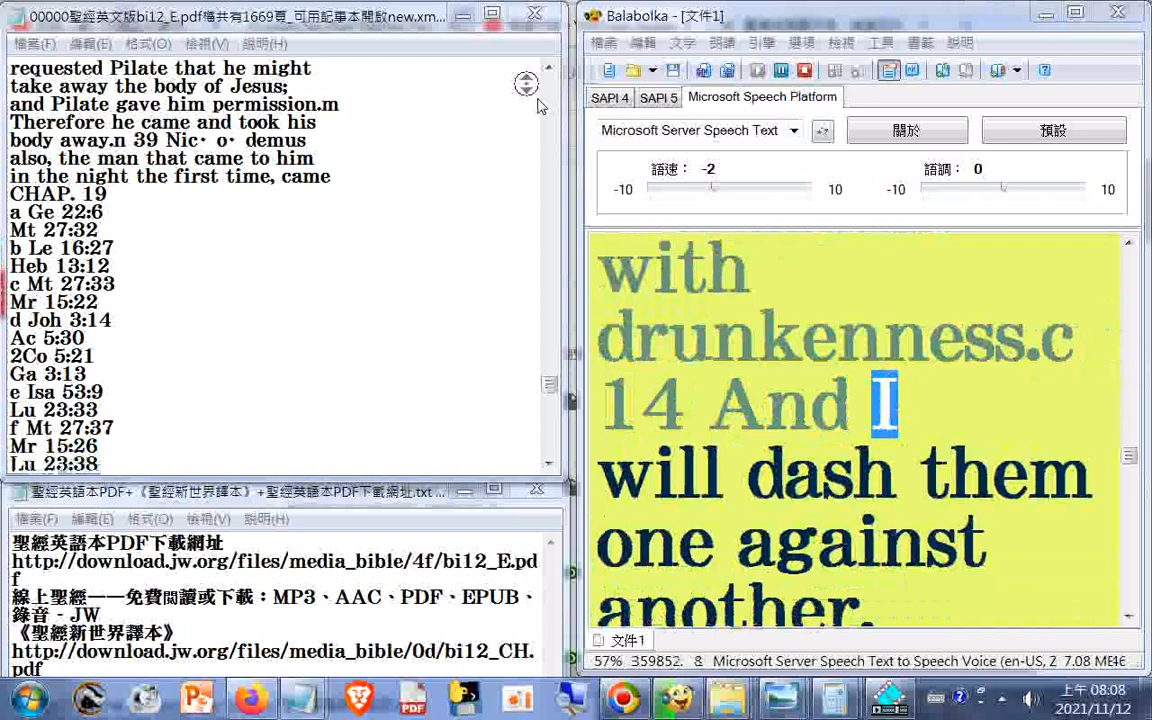 00000聖經英文版bi12_E.pdf檔共有1669頁_可用記事本開啟new.xm...
檔案(F) 編輯(E) 格式(O) 檢視(V) 說明(H)
requested Pilate that he might
take away the body of Jesus;
and Pilate gave him permission.m
Therefore he came and took his
body away.n 39 Nic· o· demus
also, the man that came to him
in the night the first time, came
CHAP. 19
a Ge 22:6
Mt 27:32
b Le 16:27
Heb 13:12
c Mt 27:33
Mr 15:22
d Joh 3:14
Ac 5:30
2Co 5:21
Ga 3:13
e Isa 53:9
Lu 23:33
f Mt 27:37
Mr 15:26
Lu 23:38
聖經英語本PDF+《聖經新世界譯本》+聖經英語本PDF下載網址.txt ...
檔案(F) 編輯(E) 格式(O) 檢視(V) 說明(H)
聖經英語本PDF下載網址
http://download.jw.org/files/media_bible/4f/bi12_E.pd
f
線上聖經——免費閱讀或下載：MP3、AAC、PDF、EPUB、
錄音 - JW
《聖經新世界譯本》
http://download.jw.org/files/media_bible/0d/bi12_CH.
pdf
Balabolka - [文件1]
檔案 編輯 文字 朗讀 引擎 選項 檢視 工具 書籤 說明
SAPI 4 SAPI 5 Microsoft Speech Platform
Microsoft Server Speech Text 關於 預設
語速： -2 語調： 0
-10 10 -10 10
with
drunkenness.c
14 And I
will dash them
one against
another.
文件1
57% 359852. & Microsoft Server Speech Text to Speech Voice (en-US, 2 7.08 ME46
上午 08:08
2021/11/12